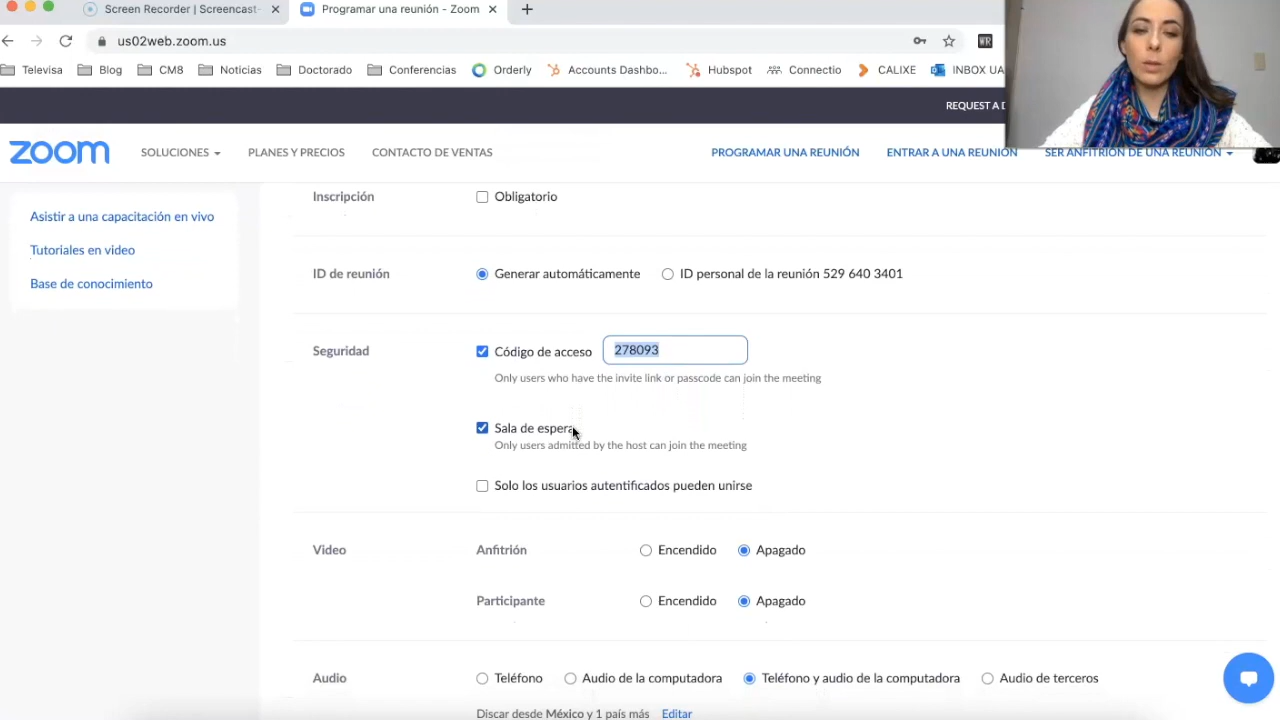 Screen Recorder | Screencast-
Programar una reunión - Zoom
us02web.zoom.us
WR
Televisa
Blog
CM8
Noticias
Doctorado
Conferencias
Orderly
Accounts Dashbo...
Hubspot
Connectio
CALIXE
INBOX UA
REQUEST A D
zoom
SOLUCIONES
PLANES Y PRECIOS
CONTACTO DE VENTAS
PROGRAMAR UNA REUNIÓN
ENTRAR A UNA REUNIÓN
SER ANFITRIÓN DE UNA REUNIÓN
Asistir a una capacitación en vivo
Tutoriales en video
Base de conocimiento
Inscripción
Obligatorio
ID de reunión
Generar automáticamente
ID personal de la reunión 529 640 3401
Seguridad
Código de acceso
278093
Only users who have the invite link or passcode can join the meeting
Sala de espera
Only users admitted by the host can join the meeting
Solo los usuarios autentificados pueden unirse
Video
Anfitrión
Encendido
Apagado
Participante
Encendido
Apagado
Audio
Teléfono
Audio de la computadora
Teléfono y audio de la computadora
Audio de terceros
Discar desde México y 1 país más
Editar